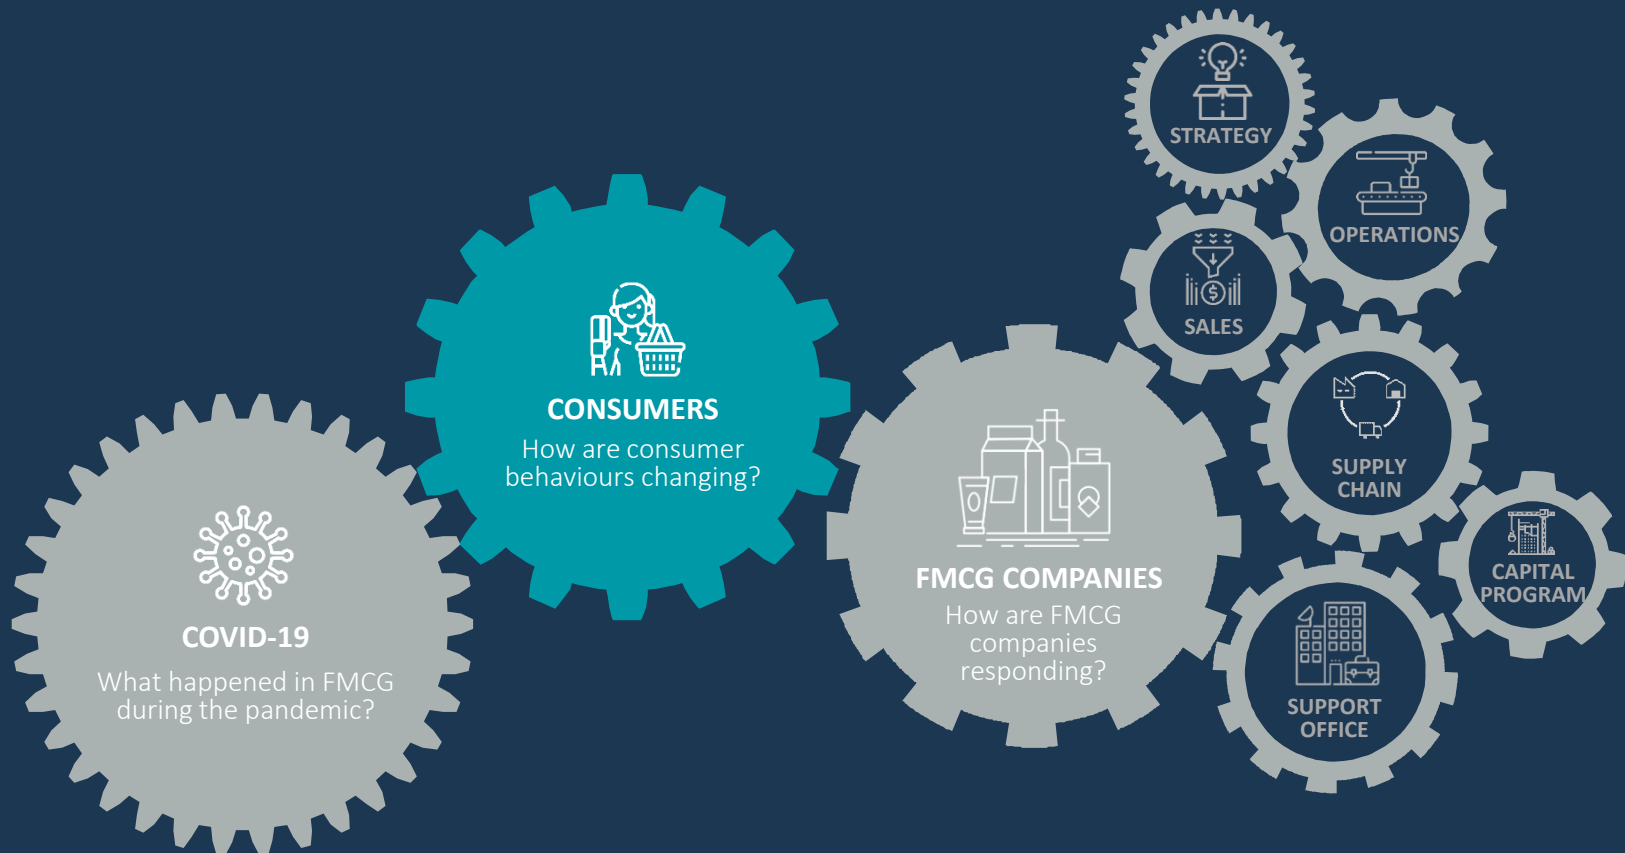 COVID-19
What happened in FMCG
during the pandemic?
CONSUMERS
How are consumer
behaviours changing?
FMCG COMPANIES
How are FMCG
companies
responding?
STRATEGY
OPERATIONS
SALES
SUPPLY
CHAIN
CAPITAL
PROGRAM
SUPPORT
OFFICE